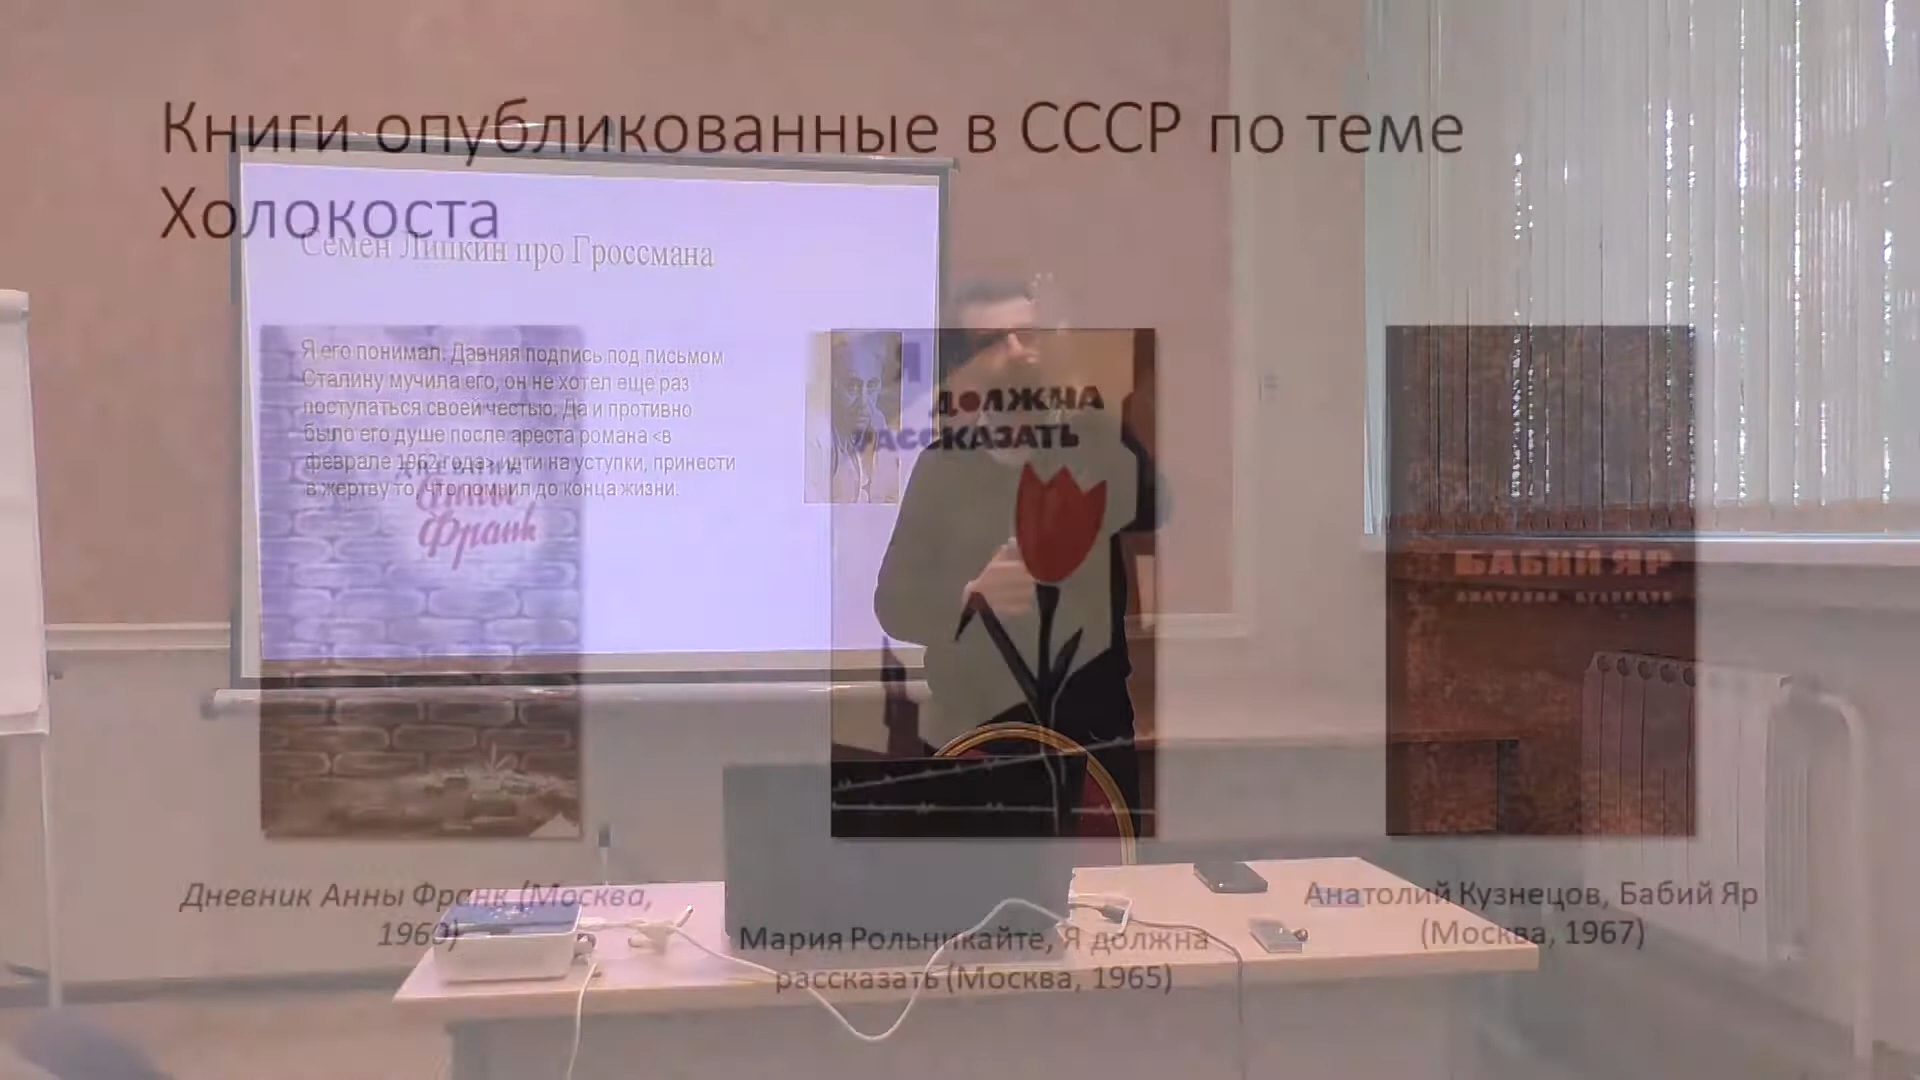 Книги опубликованные в СССР по теме
Холокоста
Семен Липкин про Гроссмана
Я его понимал. Давняя подпись под письмом
Сталину мучила его, он не хотел еще раз
поступаться своей честью. Да и противно
было его душе после ареста романа <в
феврале 1962 года> идти на уступки, принести
в жертву то, что помнил до конца жизни.
Анны
Франк
Я
ДОЛЖНА
РАССКАЗАТЬ
БАБИЙ ЯР
АНАТОЛИЙ КУЗНЕЦОВ
Дневник Анны Франк (Москва,
1960)
Мария Рольникайте, Я должна
рассказать (Москва, 1965)
Анатолий Кузнецов, Бабий Яр
(Москва, 1967)